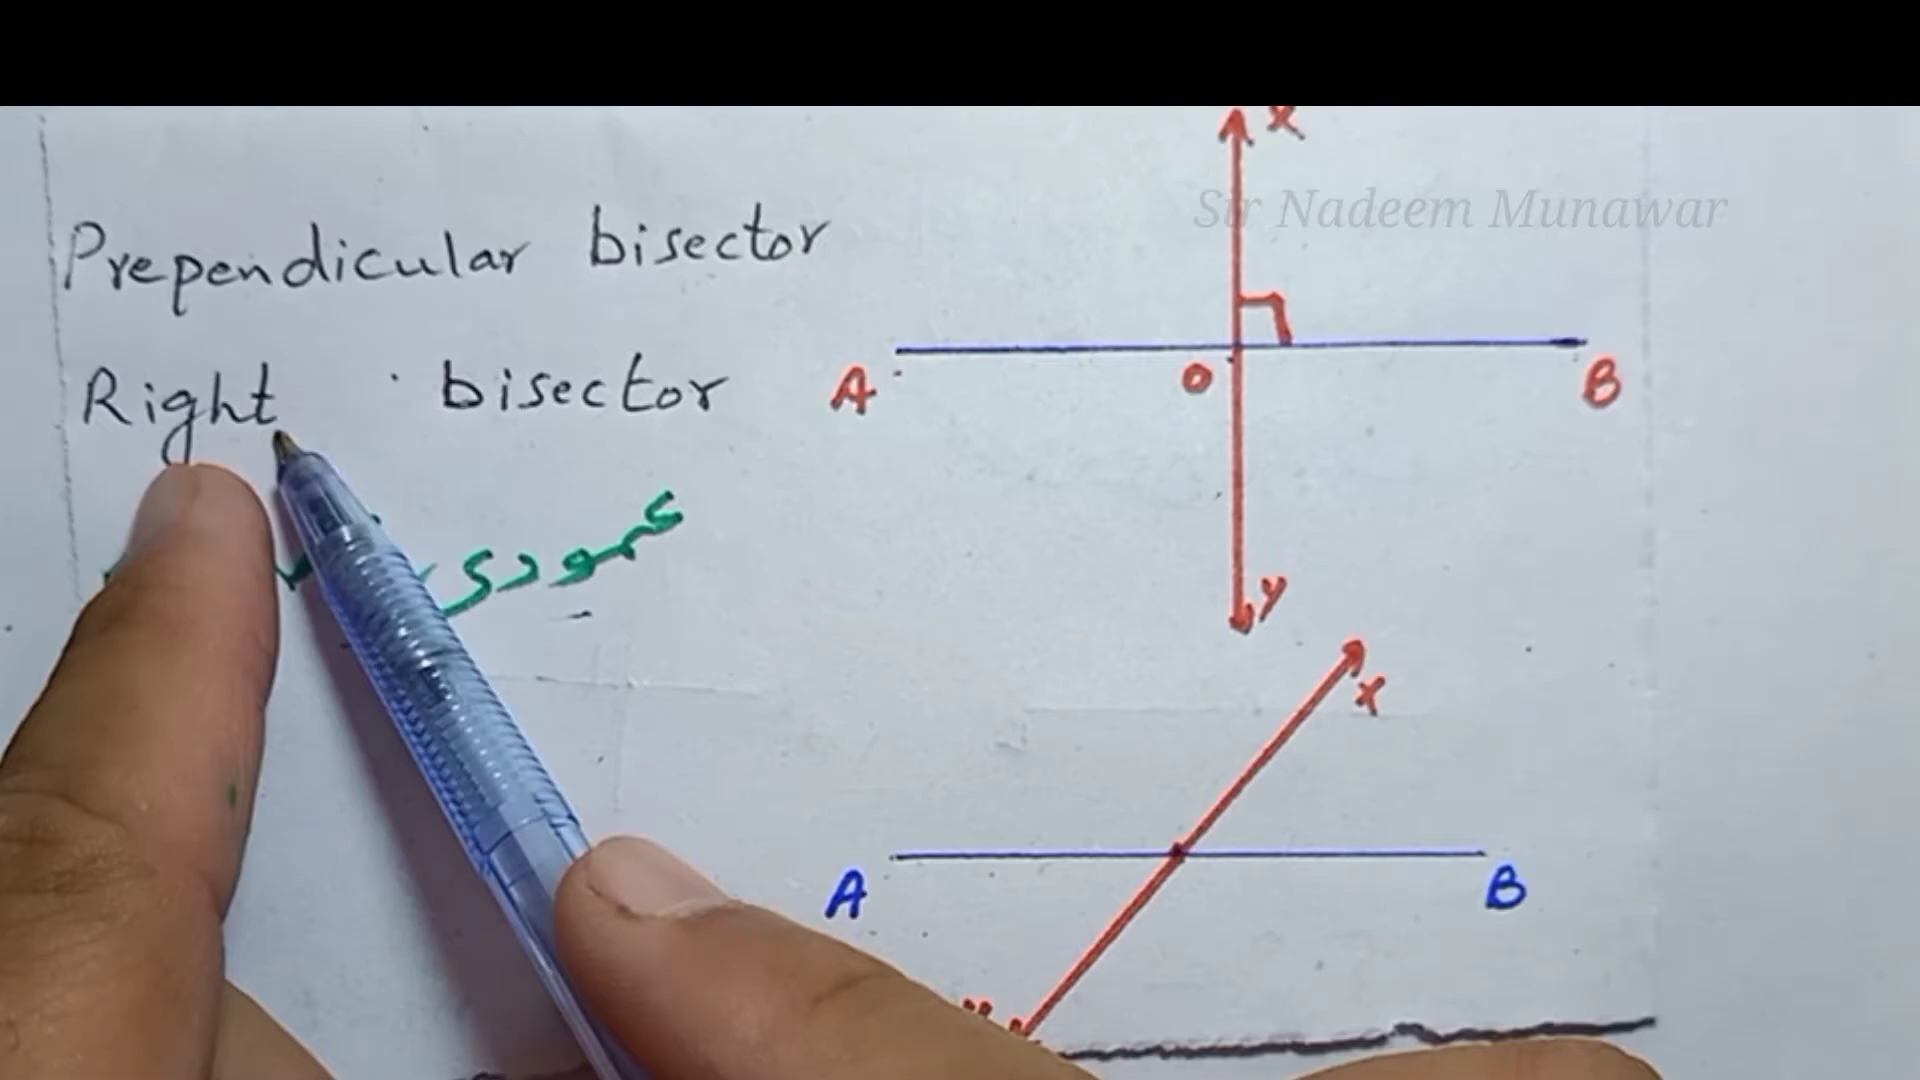 Prependicular bisector
Right bisector
عمودی
X
Sir Nadeem Munawar
A
O
B
Y
X
A
B